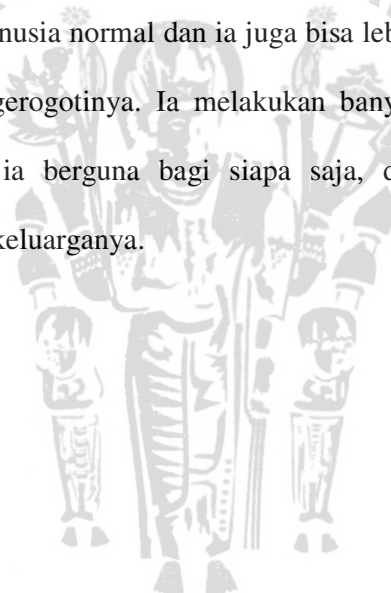 nusia normal dan ia juga bisa leb
gerogotinya. Ia melakukan bany
ia berguna bagi siapa saja, d
keluarganya.